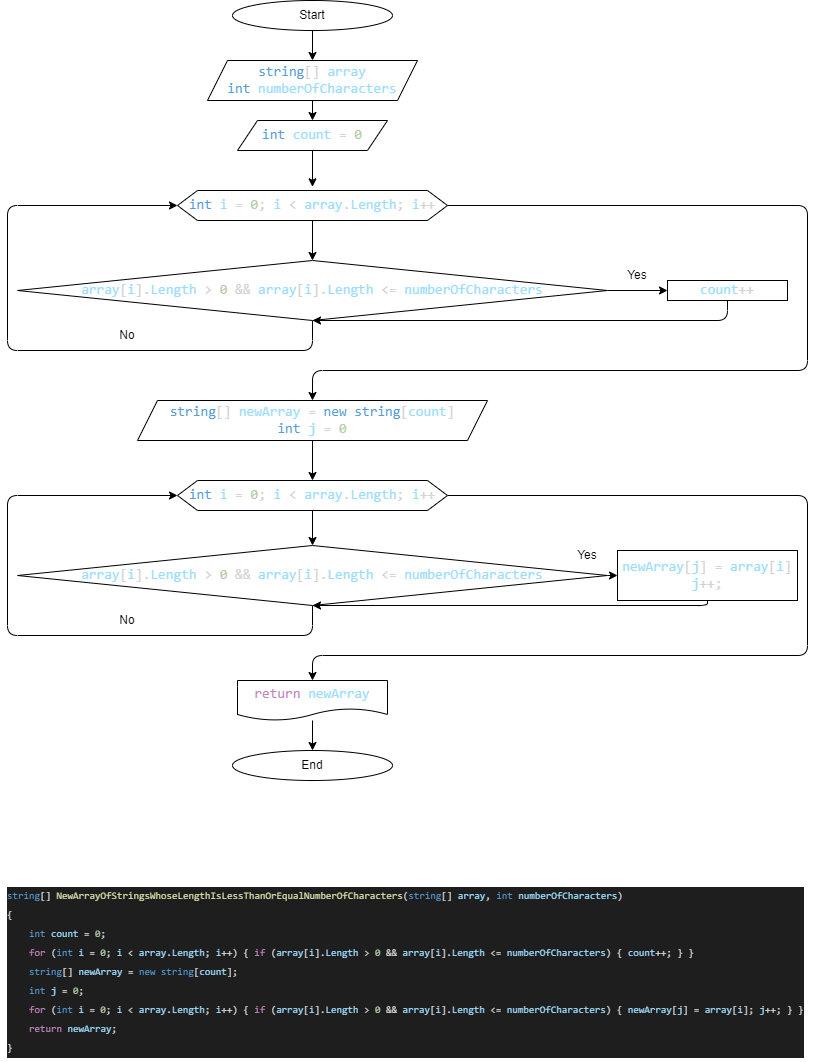 Start
string[] array
int numberOfCharacters
int count = 0
int i = 0; i < array.Length; i++
Yes
array[i].Length > 0 && array[i].Length <= numberOfCharacters
count++
No
string[] newArray = new string[count]
int j = 0
int i = 0; i < array.Length; i++
Yes
array[i].Length > 0 && array[i].Length <= numberOfCharacters
newArray[j] = array[i]
j++;
No
return newArray
End
string[] NewArrayOfStringsWhoseLengthIsLessThanOrEqualNumberOfCharacters(string[] array, int numberOfCharacters)
{
int count = 0;
for (int i = 0; i < array.Length; i++) { if (array[i].Length > 0 && array[i].Length <= numberOfCharacters) { count++; } }
string[] newArray = new string[count];
int j = 0;
for (int i = 0; i < array.Length; i++) { if (array[i].Length > 0 && array[i].Length <= numberOfCharacters) { newArray[j] = array[i]; j++; } }
return newArray;
}